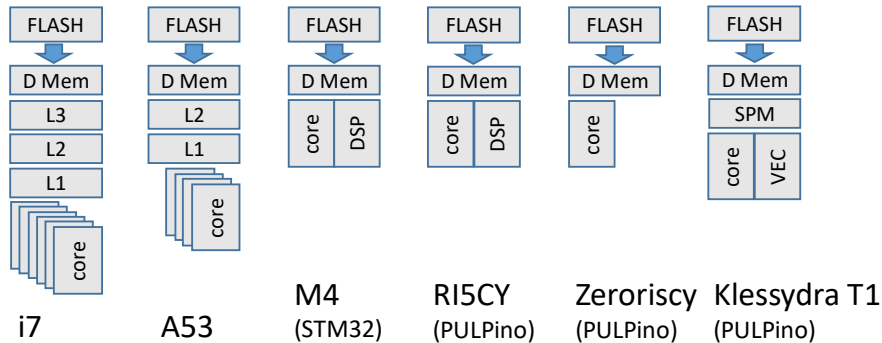 FLASH FLASH FLASH FLASH FLASH FLASH
D Mem D Mem D Mem D Mem D Mem D Mem
L3 L2 core DSP core DSP core SPM
L2 L1 core VEC
L1
core core
M4 RI5CY Zeroriscy Klessydra T1
i7 A53 (STM32) (PULPino) (PULPino) (PULPino)